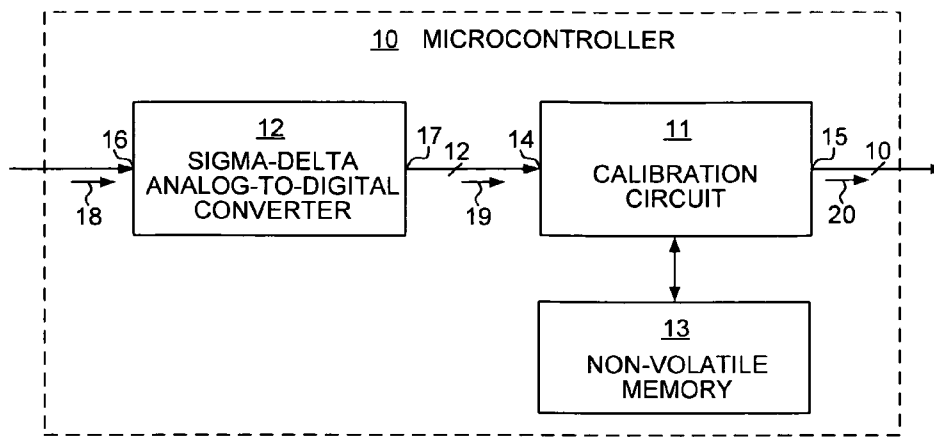 10 MICROCONTROLLER
16
12
SIGMA-DELTA
ANALOG-TO-DIGITAL
CONVERTER
18
17
12
19
14
11
CALIBRATION
CIRCUIT
15
10
20
13
NON-VOLATILE
MEMORY